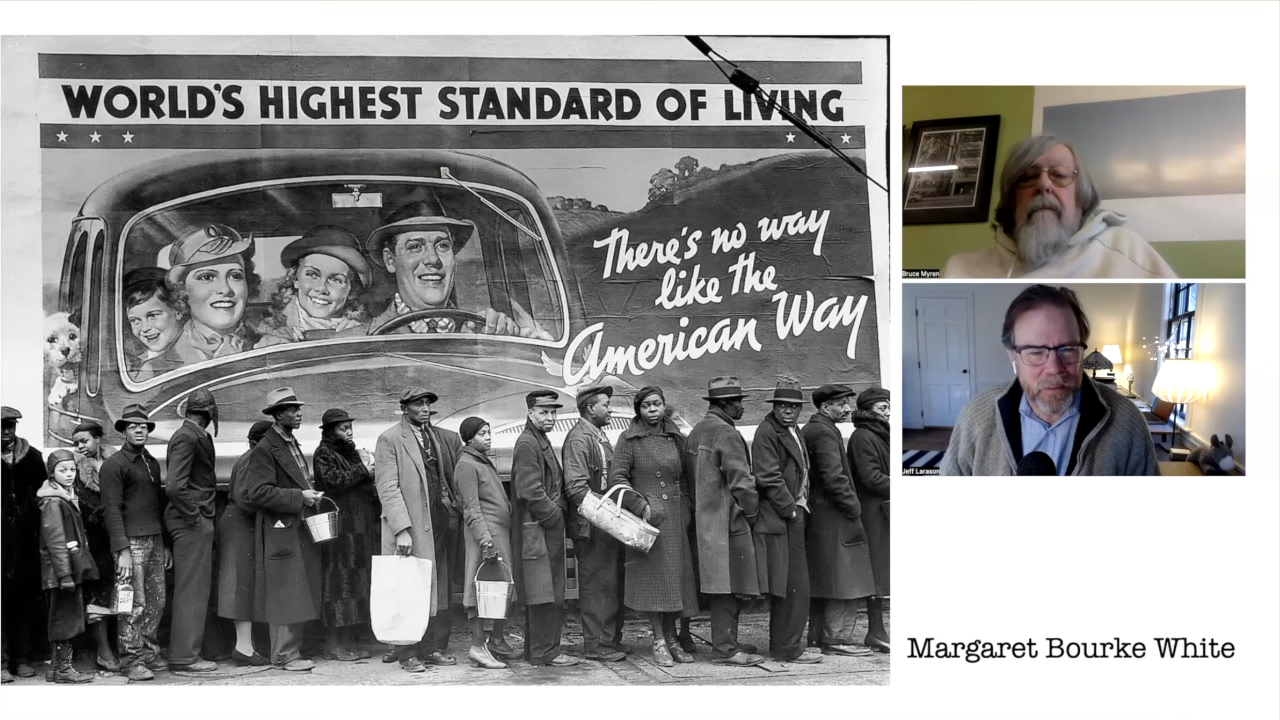 WORLD'S HIGHEST STANDARD OF LIVING
There's no way
like the
American Way
Bruce Myren
Jeff Larason
Margaret Bourke White